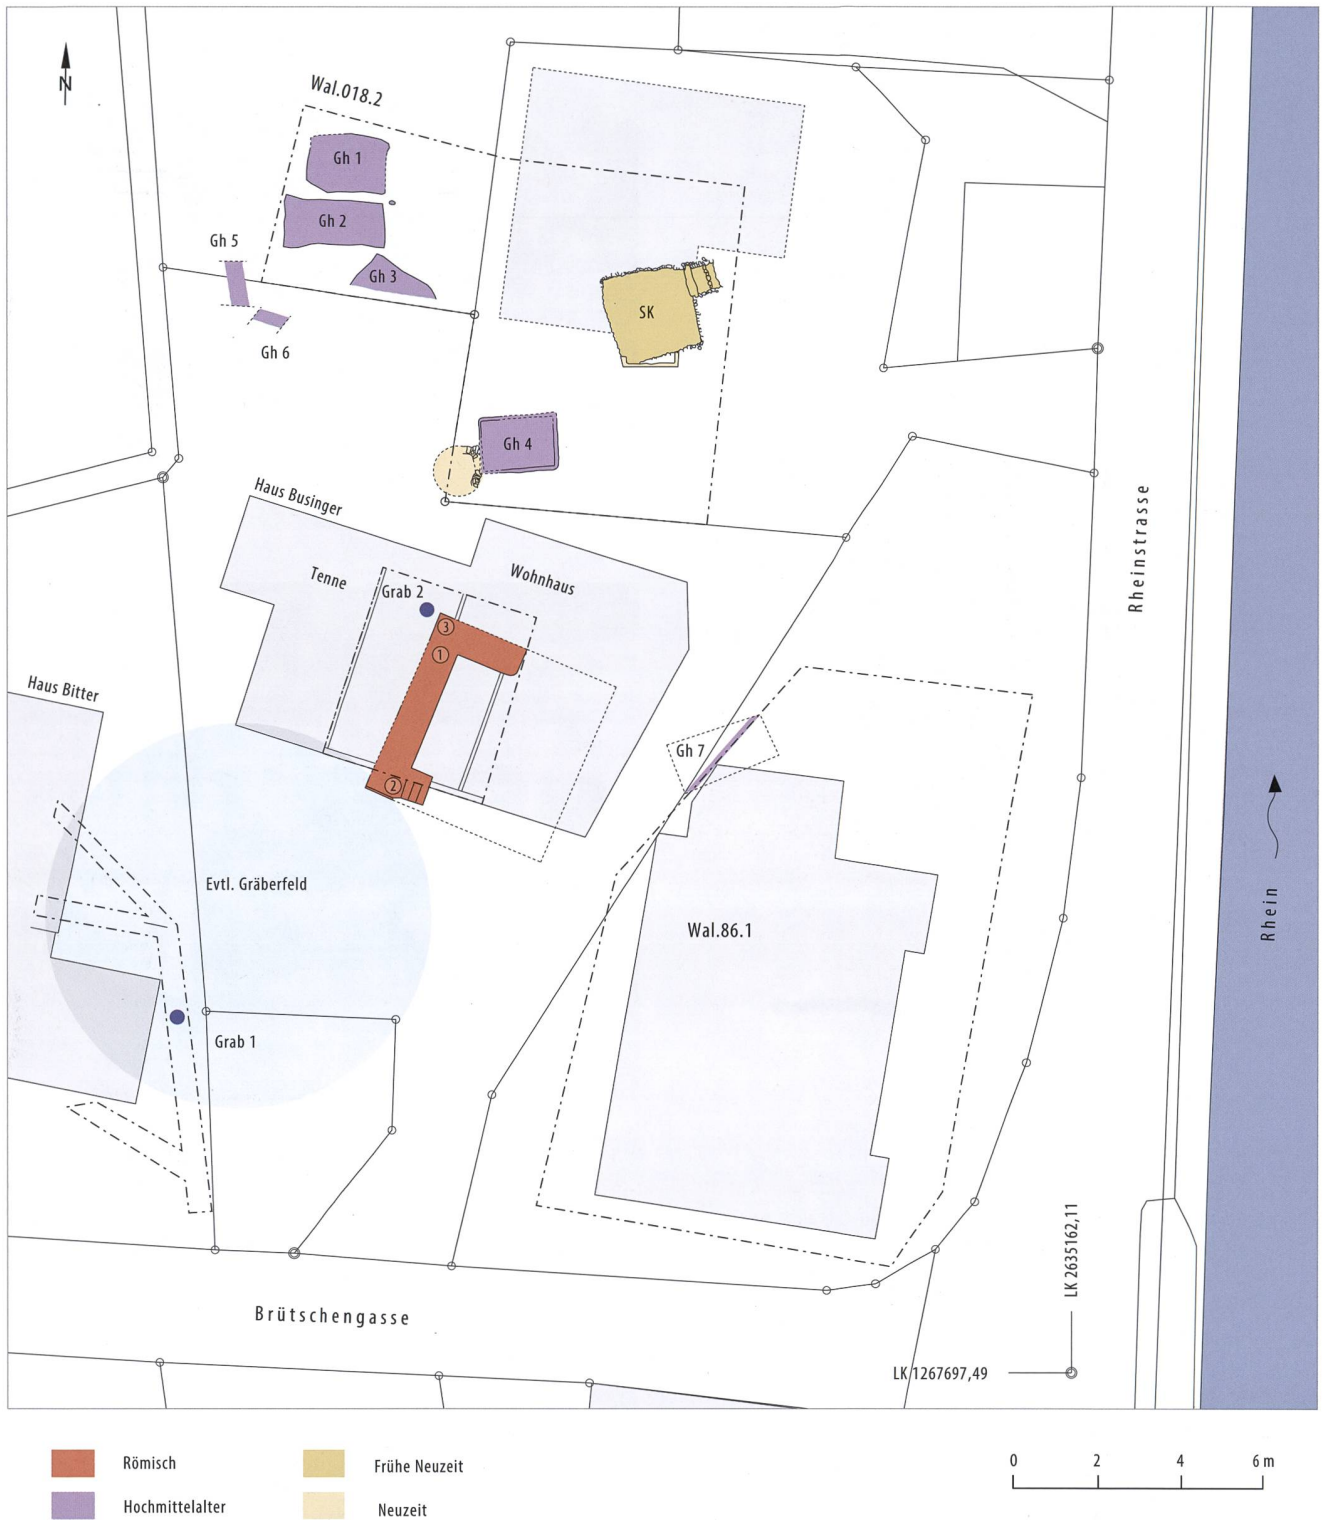 N
Wal.018.2
Gh 1
Gh 2
Gh 5
Gh 3
SK
Gh 6
Gh 4
Haus Businger
Rheinstrasse
Tenne
Wohnhaus
Grab 2
3
1
Haus Bitter
Gh 7
2
Evtl. Gräberfeld
Rhein
Wal.86.1
Grab 1
LK 2635162,11
Brütschengasse
LK 1267697,49
Römisch
Frühe Neuzeit
Hochmittelalter
Neuzeit
0 2 4 6 m